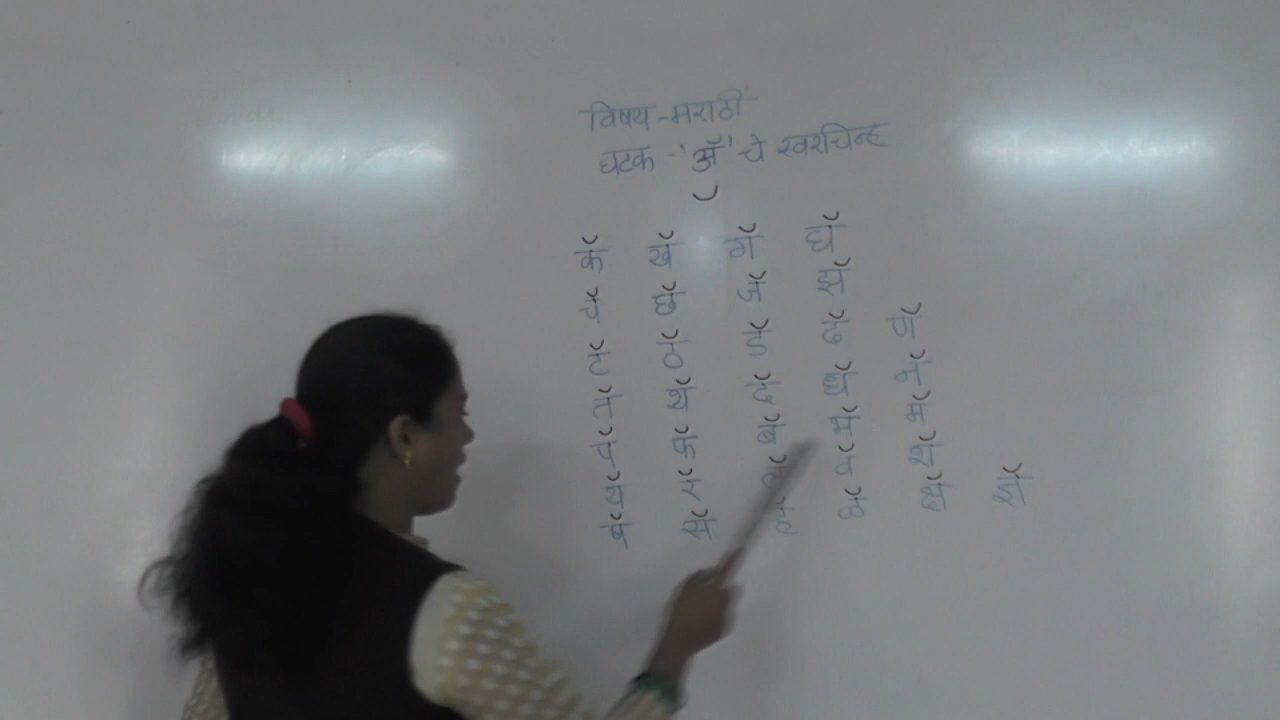 विषय - मराठी
घटक - 'अॅ' चे स्वरचिन्ह
ॅ
कॅ खॅ गॅ घॅ
चॅ छॅ जॅ झॅ
टॅ ठॅ डॅ ढॅ णॅ
तॅ थॅ दॅ धॅ नॅ
पॅ फॅ बॅ भॅ मॅ
यॅ रॅ लॅ वॅ शॅ
षॅ सॅ हॅ ळॅ क्षॅ ज्ञॅ